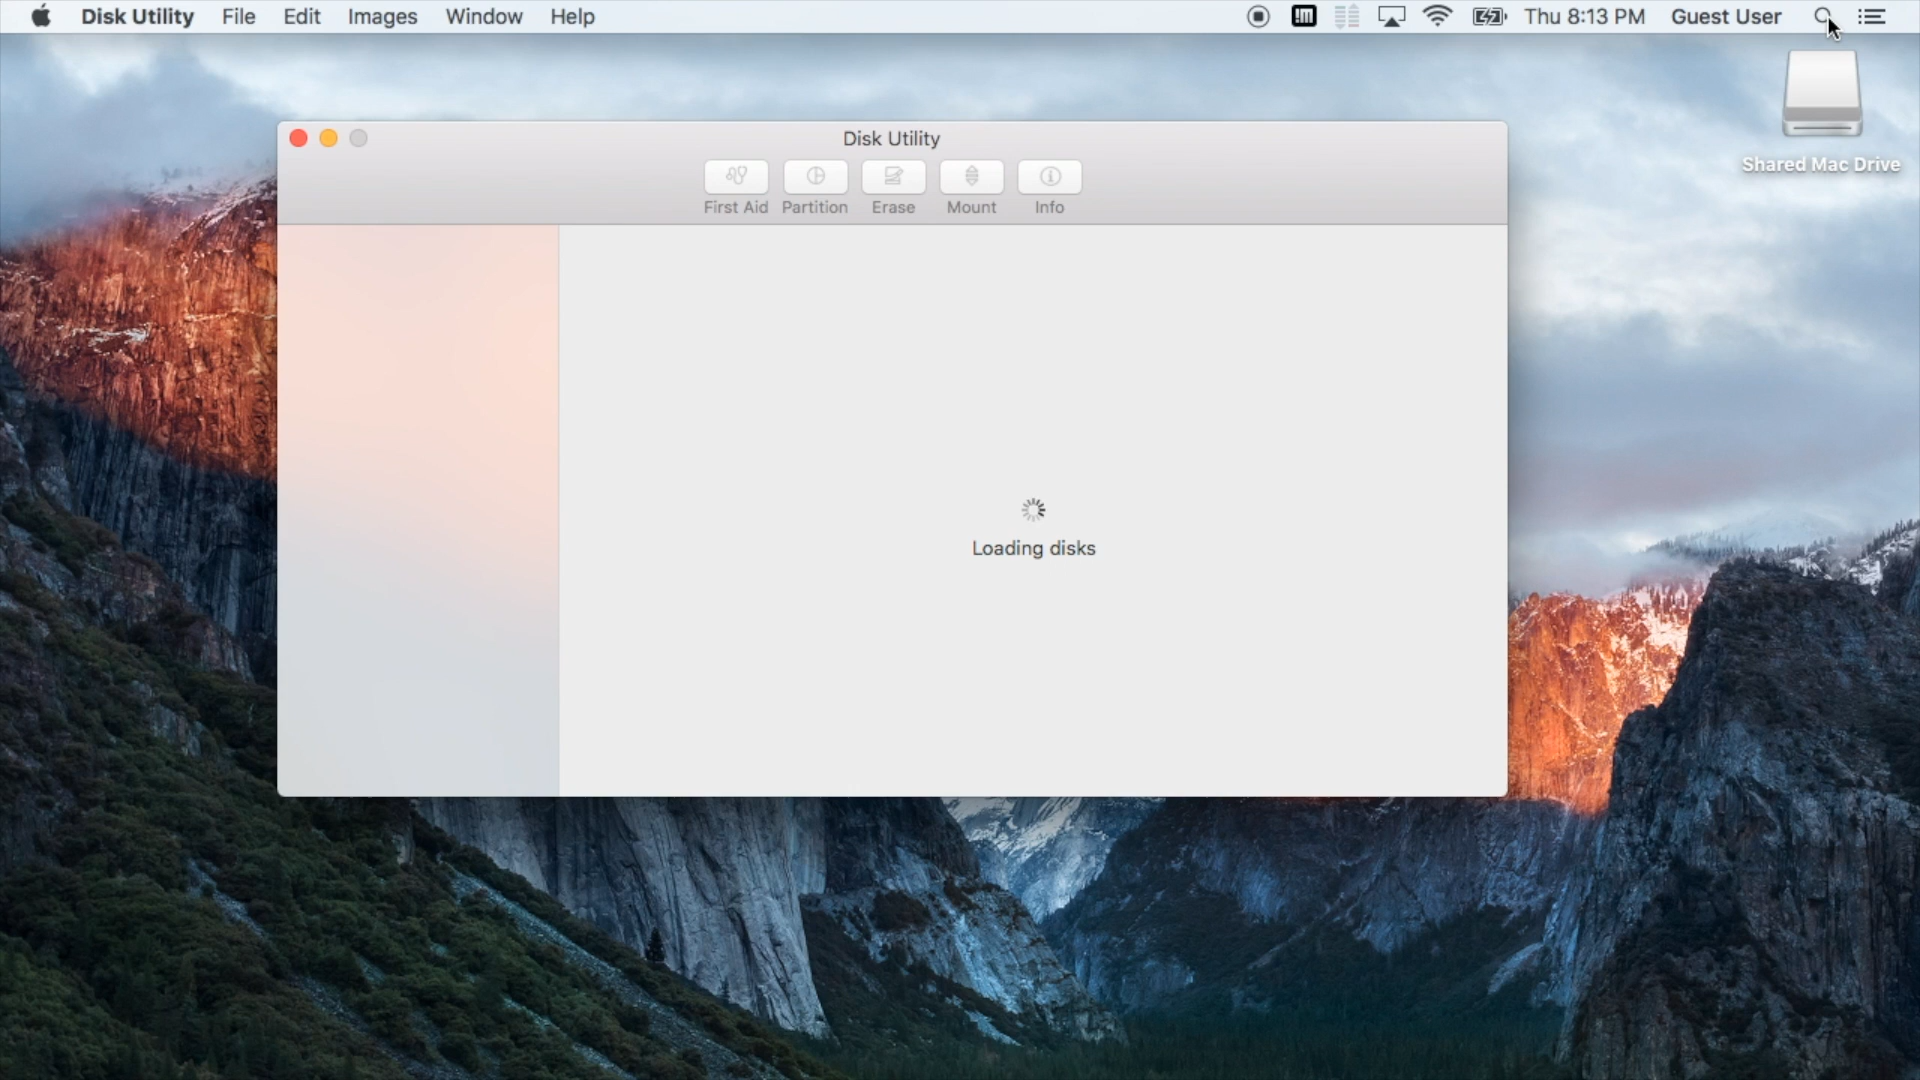 Disk Utility File Edit Images Window Help Thu 8:13 PM Guest User
Shared Mac Drive
Disk Utility
First Aid Partition Erase Mount Info
Loading disks